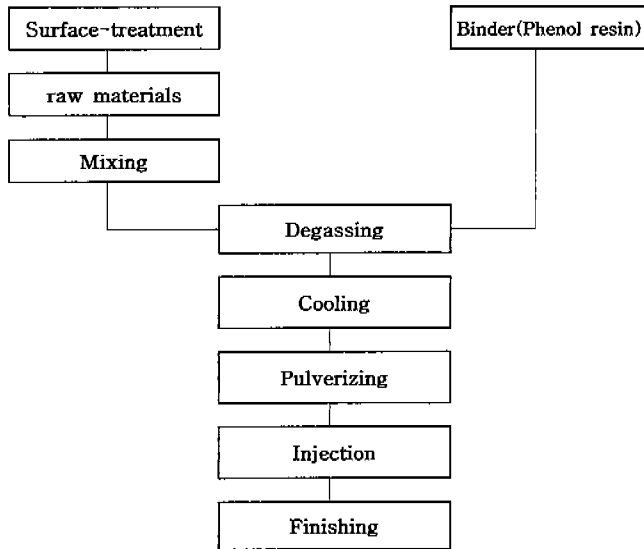 Surface-treatment
Binder(Phenol resin)
raw materials
Mixing
Degassing
Cooling
Pulverizing
Injection
Finishing